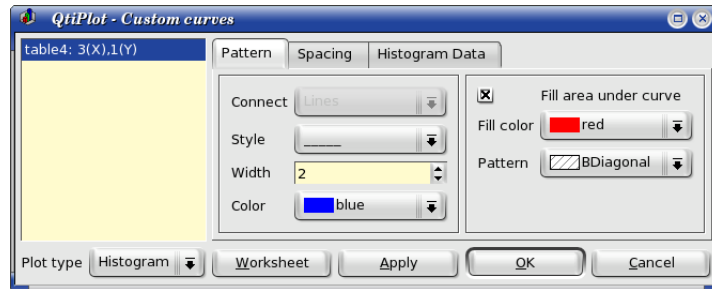 QtiPlot - Custom curves
table4: 3(X),1(Y)
Pattern Spacing Histogram Data
Connect Lines
Style _____
Width 2
Color blue
Fill area under curve
Fill color red
Pattern BDiagonal
Plot type Histogram Worksheet Apply OK Cancel